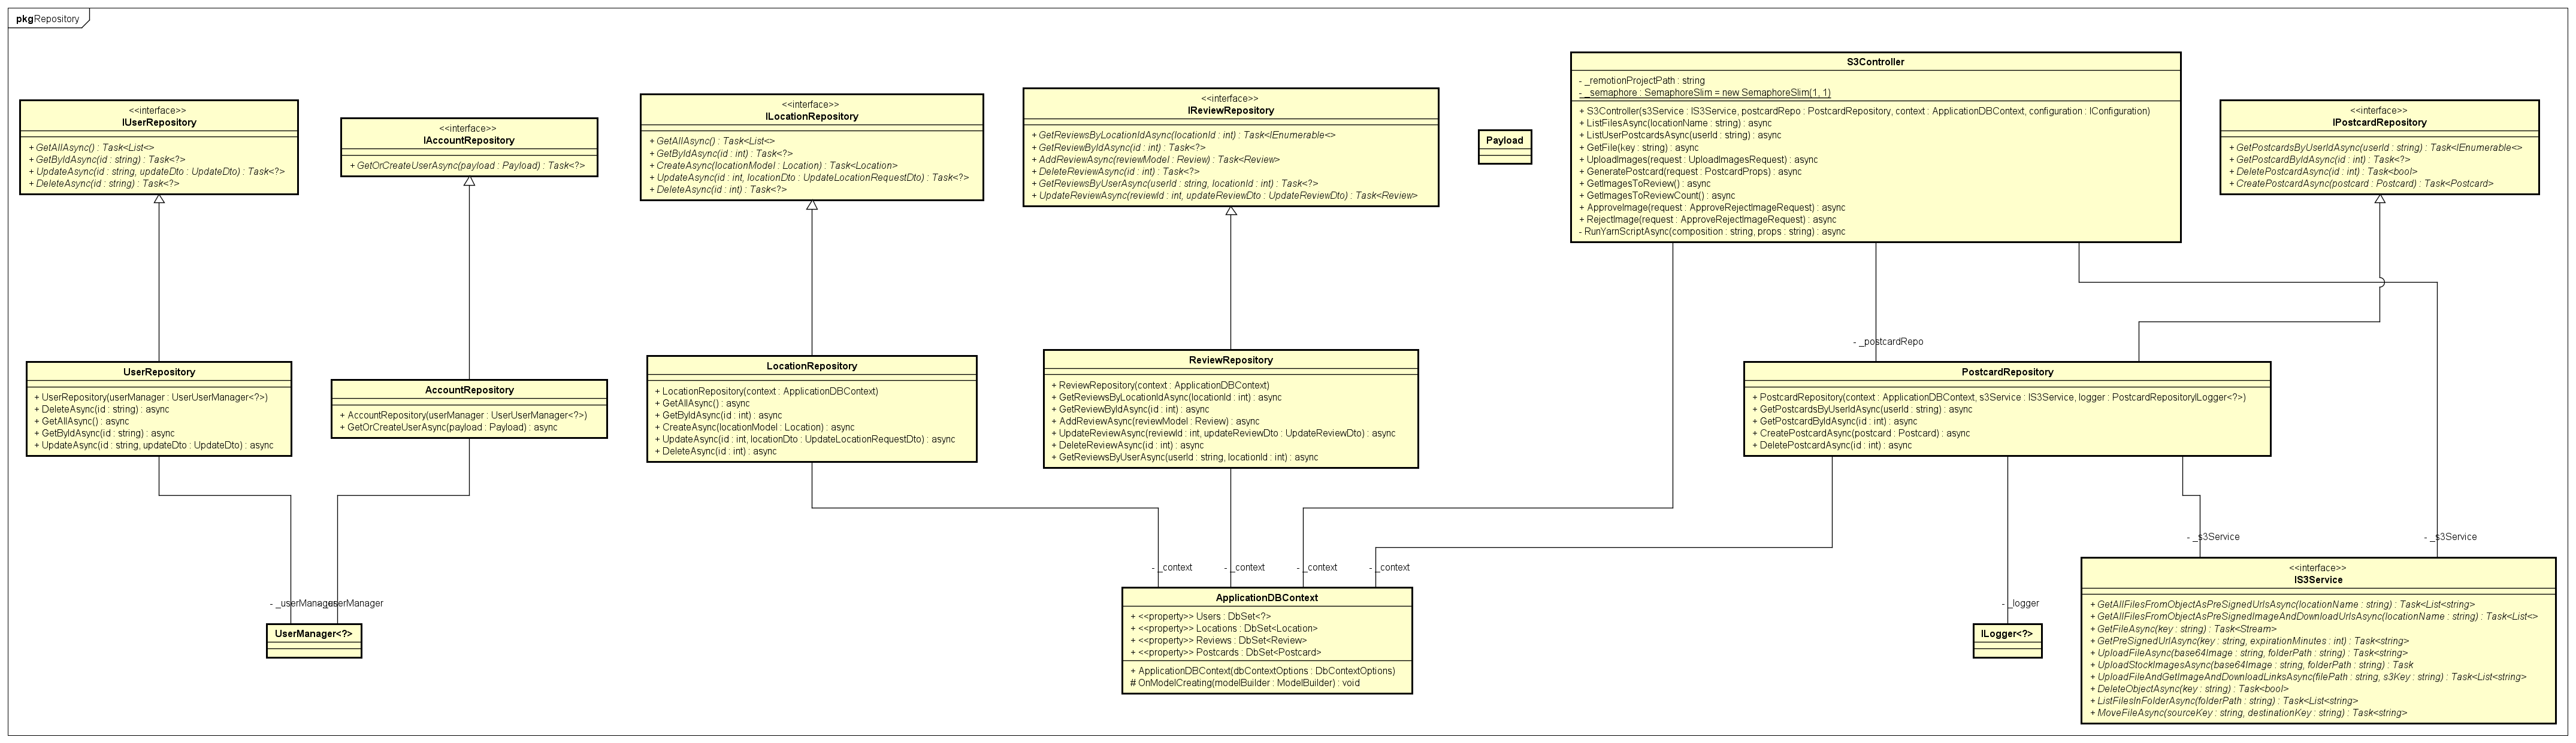 pkg Repository
<<interface>>
IUserRepository
+ GetAllAsync() : Task<List<>
+ GetByIdAsync(id : string) : Task<?>
+ UpdateAsync(id : string, updateDto : UpdateDto) : Task<?>
+ DeleteAsync(id : string) : Task<?>
<<interface>>
IAccountRepository
+ GetOrCreateUserAsync(payload : Payload) : Task<?>
<<interface>>
ILocationRepository
+ GetAllAsync() : Task<List<>
+ GetByIdAsync(id : int) : Task<?>
+ CreateAsync(locationModel : Location) : Task<Location>
+ UpdateAsync(id : int, locationDto : UpdateLocationRequestDto) : Task<?>
+ DeleteAsync(id : int) : Task<?>
<<interface>>
IReviewRepository
+ GetReviewsByLocationIdAsync(locationId : int) : Task<IEnumerable<>
+ GetReviewByIdAsync(id : int) : Task<?>
+ AddReviewAsync(reviewModel : Review) : Task<Review>
+ DeleteReviewAsync(id : int) : Task<?>
+ GetReviewsByUserAsync(userId : string, locationId : int) : Task<?>
+ UpdateReviewAsync(reviewId : int, updateReviewDto : UpdateReviewDto) : Task<Review>
Payload
S3Controller
- _remotionProjectPath : string
- _semaphore : SemaphoreSlim = new SemaphoreSlim(1, 1)
+ S3Controller(s3Service : IS3Service, postcardRepo : PostcardRepository, context : ApplicationDBContext, configuration : IConfiguration)
+ ListFilesAsync(locationName : string) : async
+ ListUserPostcardsAsync(userId : string) : async
+ GetFile(key : string) : async
+ UploadImages(request : UploadImagesRequest) : async
+ GeneratePostcard(request : PostcardProps) : async
+ GetImagesToReview() : async
+ GetImagesToReviewCount() : async
+ ApproveImage(request : ApproveRejectImageRequest) : async
+ RejectImage(request : ApproveRejectImageRequest) : async
- RunYarnScriptAsync(composition : string, props : string) : async
<<interface>>
IPostcardRepository
+ GetPostcardsByUserIdAsync(userId : string) : Task<IEnumerable<>
+ GetPostcardByIdAsync(id : int) : Task<?>
+ DeletePostcardAsync(id : int) : Task<bool>
+ CreatePostcardAsync(postcard : Postcard) : Task<Postcard>
UserRepository
+ UserRepository(userManager : UserUserManager<?>)
+ DeleteAsync(id : string) : async
+ GetAllAsync() : async
+ GetByIdAsync(id : string) : async
+ UpdateAsync(id : string, updateDto : UpdateDto) : async
AccountRepository
+ AccountRepository(userManager : UserUserManager<?>)
+ GetOrCreateUserAsync(payload : Payload) : async
LocationRepository
+ LocationRepository(context : ApplicationDBContext)
+ GetAllAsync() : async
+ GetByIdAsync(id : int) : async
+ CreateAsync(locationModel : Location) : async
+ UpdateAsync(id : int, locationDto : UpdateLocationRequestDto) : async
+ DeleteAsync(id : int) : async
ReviewRepository
+ ReviewRepository(context : ApplicationDBContext)
+ GetReviewsByLocationIdAsync(locationId : int) : async
+ GetReviewByIdAsync(id : int) : async
+ AddReviewAsync(reviewModel : Review) : async
+ UpdateReviewAsync(reviewId : int, updateReviewDto : UpdateReviewDto) : async
+ DeleteReviewAsync(id : int) : async
+ GetReviewsByUserAsync(userId : string, locationId : int) : async
- _postcardRepo
PostcardRepository
+ PostcardRepository(context : ApplicationDBContext, s3Service : IS3Service, logger : PostcardRepositoryILogger<?>)
+ GetPostcardsByUserIdAsync(userId : string) : async
+ GetPostcardByIdAsync(id : int) : async
+ CreatePostcardAsync(postcard : Postcard) : async
+ DeletePostcardAsync(id : int) : async
- _userManager
- _userManager
UserManager<?>
- _context
- _context
- _context
- _context
ApplicationDBContext
+ <<property>> Users : DbSet<?>
+ <<property>> Locations : DbSet<Location>
+ <<property>> Reviews : DbSet<Review>
+ <<property>> Postcards : DbSet<Postcard>
+ ApplicationDBContext(dbContextOptions : DbContextOptions)
# OnModelCreating(modelBuilder : ModelBuilder) : void
- _logger
ILogger<?>
- _s3Service
- _s3Service
<<interface>>
IS3Service
+ GetAllFilesFromObjectAsPreSignedUrlsAsync(locationName : string) : Task<List<string>
+ GetAllFilesFromObjectAsPreSignedImageAndDownloadUrlsAsync(locationName : string) : Task<List<>
+ GetFileAsync(key : string) : Task<Stream>
+ GetPreSignedUrlAsync(key : string, expirationMinutes : int) : Task<string>
+ UploadFileAsync(base64Image : string, folderPath : string) : Task<string>
+ UploadStockImagesAsync(base64Image : string, folderPath : string) : Task
+ UploadFileAndGetImageAndDownloadLinksAsync(filePath : string, s3Key : string) : Task<List<string>
+ DeleteObjectAsync(key : string) : Task<bool>
+ ListFilesInFolderAsync(folderPath : string) : Task<List<string>
+ MoveFileAsync(sourceKey : string, destinationKey : string) : Task<string>